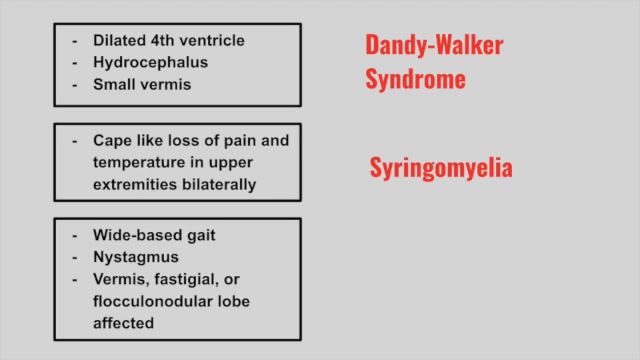 - Dilated 4th ventricle
- Hydrocephalus
- Small vermis
Dandy-Walker
Syndrome
- Cape like loss of pain and
temperature in upper
extremities bilaterally
Syringomyelia
- Wide-based gait
- Nystagmus
- Vermis, fastigial, or
flocculonodular lobe
affected